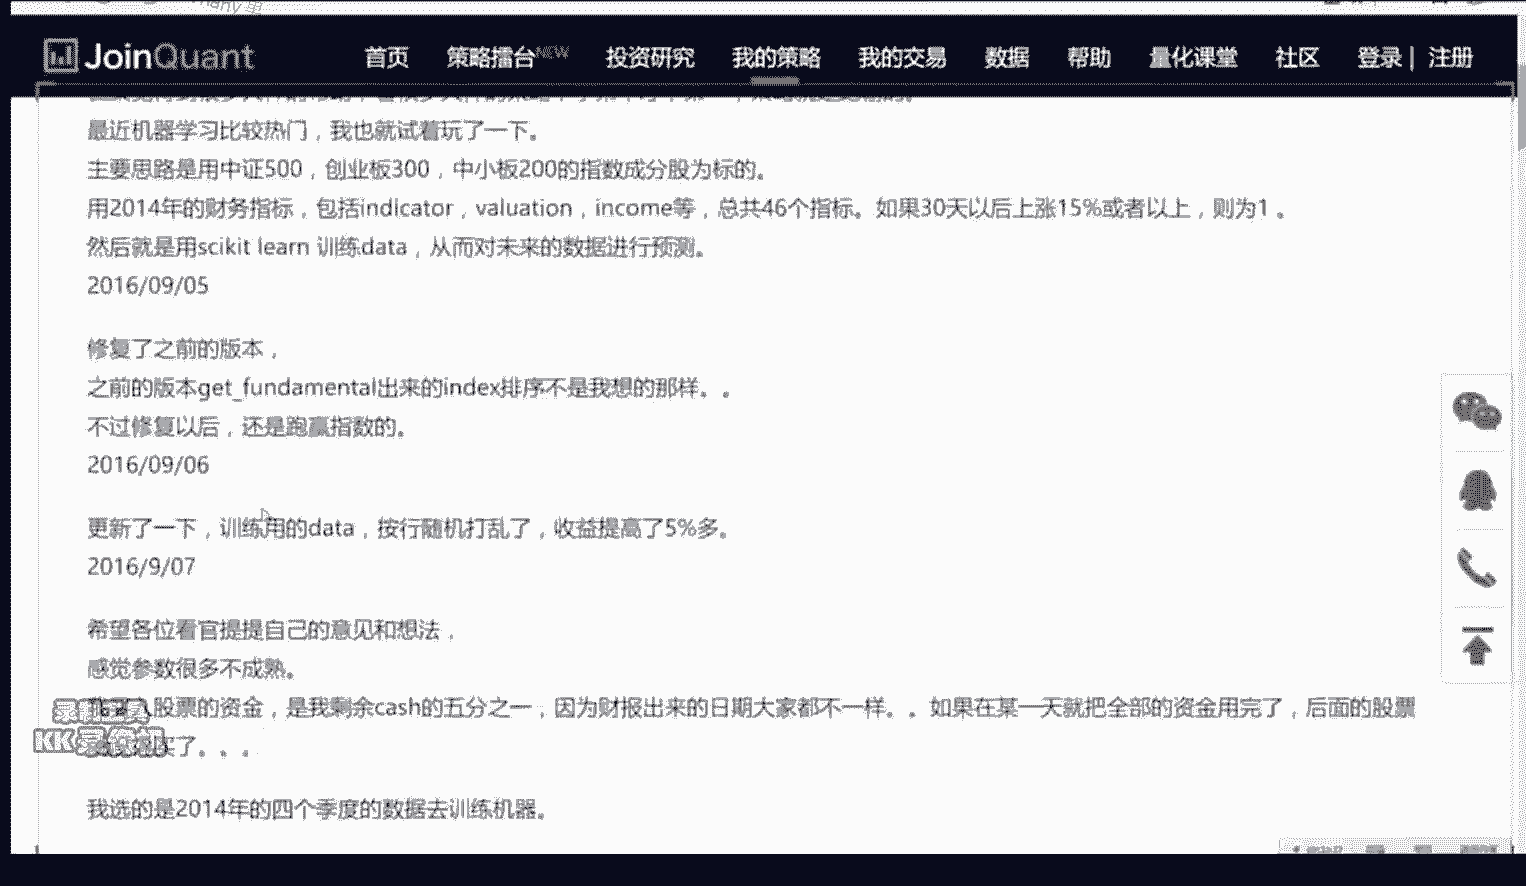 JoinQuant 首页 策略擂台NEW 投资研究 我的策略 我的交易 数据 帮助 量化课堂 社区 登录 | 注册
最近机器学习比较热门，我也就试着玩了一下。
主要思路是用中证500，创业板300，中小板200的指数成分股为标的。
用2014年的财务指标，包括indicator，valuation，income等，总共46个指标。如果30天以后上涨15%或者以上，则为1 。
然后就是用scikit learn 训练data，从而对未来的数据进行预测。
2016/09/05
修复了之前的版本，
之前的版本get_fundamental出来的index排序不是我想的那样。。
不过修复以后，还是跑赢指数的。
2016/09/06
更新了一下，训练用的data，按行随机打乱了，收益提高了5%多。
2016/9/07
希望各位看官提提自己的意见和想法，
感觉参数很多不成熟。
股票的资金，是我剩余cash的五分之一，因为财报出来的日期大家都不一样。。如果在某一天就把全部的资金用完了，后面的股票
买了。。。
KK录像机
我选的是2014年的四个季度的数据去训练机器。